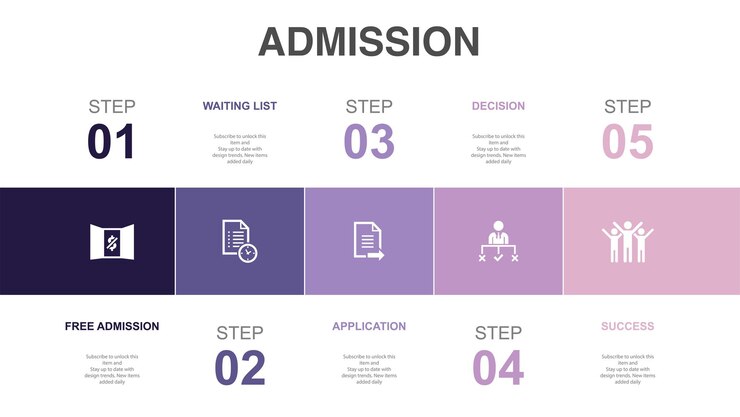 ADMISSION
STEP
01
WAITING LIST
Subscribe to unlock this
item and
Stay up to date with
design trends. New items
added daily
STEP
03
DECISION
Subscribe to unlock this
item and
Stay up to date with
design trends. New items
added daily
STEP
05
FREE ADMISSION
Subscribe to unlock this
item and
Stay up to date with
design trends. New items
added daily
STEP
02
APPLICATION
Subscribe to unlock this
item and
Stay up to date with
design trends. New items
added daily
STEP
04
SUCCESS
Subscribe to unlock this
item and
Stay up to date with
design trends. New items
added daily